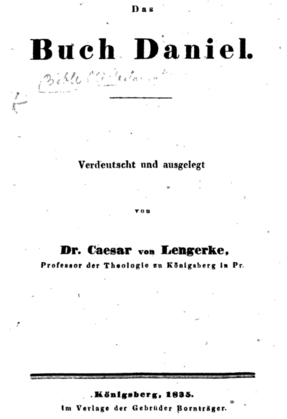 Das
Buch Daniel.
Verdeutscht und ausgelegt
von
Dr. Caesar von Lengerke,
Professor der Theologie zu Königsberg in Pr.
Königsberg, 1835.
Im Verlage der Gebrüder Bornträger.